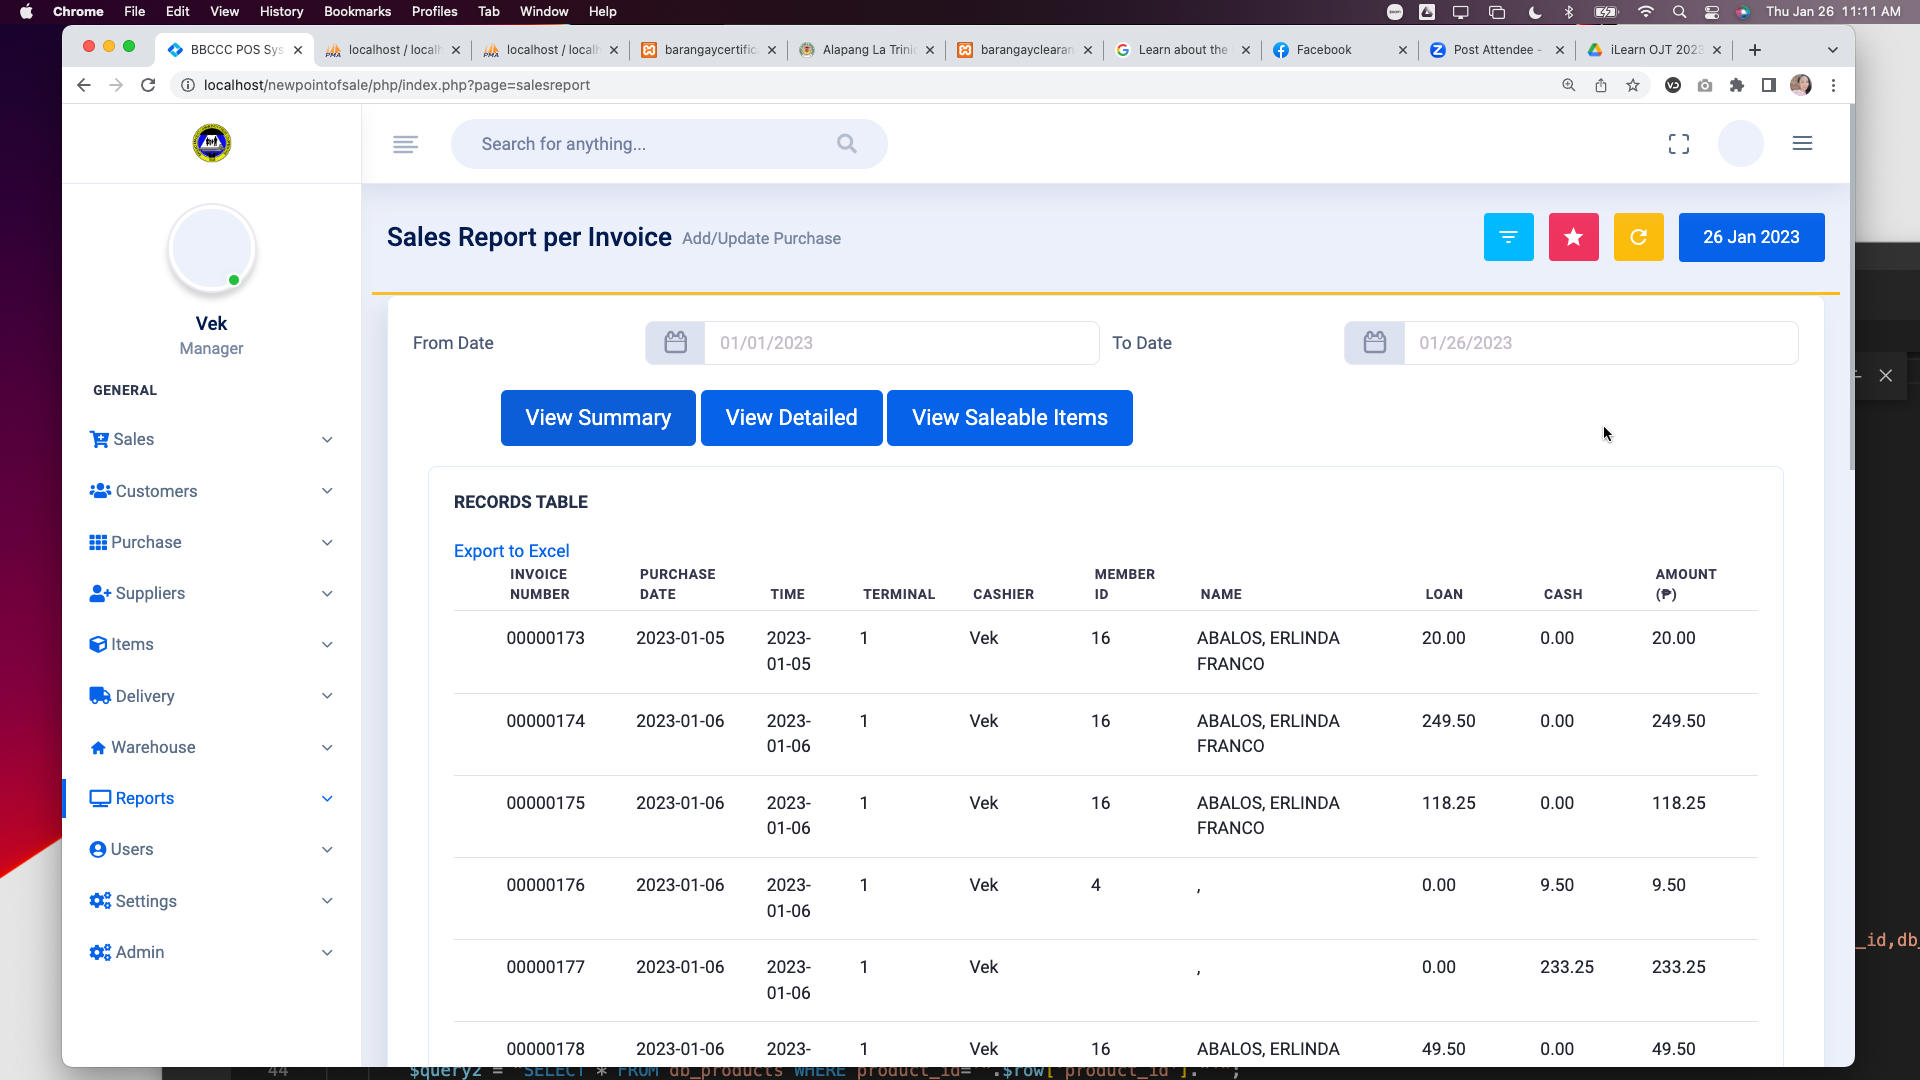 Chrome File Edit View History Bookmarks Profiles Tab Window Help Thu Jan 26 11:11 AM
BBCCC POS Sys localhost / localh localhost / localh barangaycertific Alapang La Trini barangayclearan Learn about the Facebook Post Attendee - iLearn OJT 2023
localhost/newpointofsale/php/index.php?page=salesreport
Search for anything...
Vek
Manager
GENERAL
Sales
Customers
Purchase
Suppliers
Items
Delivery
Warehouse
Reports
Users
Settings
Admin
Sales Report per Invoice Add/Update Purchase
26 Jan 2023
From Date 01/01/2023 To Date 01/26/2023
View Summary View Detailed View Saleable Items
RECORDS TABLE
Export to Excel
INVOICE NUMBER PURCHASE DATE TIME TERMINAL CASHIER MEMBER ID NAME LOAN CASH AMOUNT (₱)
00000173 2023-01-05 2023-01-05 1 Vek 16 ABALOS, ERLINDA FRANCO 20.00 0.00 20.00
00000174 2023-01-06 2023-01-06 1 Vek 16 ABALOS, ERLINDA FRANCO 249.50 0.00 249.50
00000175 2023-01-06 2023-01-06 1 Vek 16 ABALOS, ERLINDA FRANCO 118.25 0.00 118.25
00000176 2023-01-06 2023-01-06 1 Vek 4 , 0.00 9.50 9.50
00000177 2023-01-06 2023-01-06 1 Vek , 0.00 233.25 233.25
00000178 2023-01-06 2023- 1 Vek 16 ABALOS, ERLINDA 49.50 0.00 49.50
_id,db_
44 $query2 = "SELECT * FROM db_products WHERE product_id='".$row['product_id']."'";